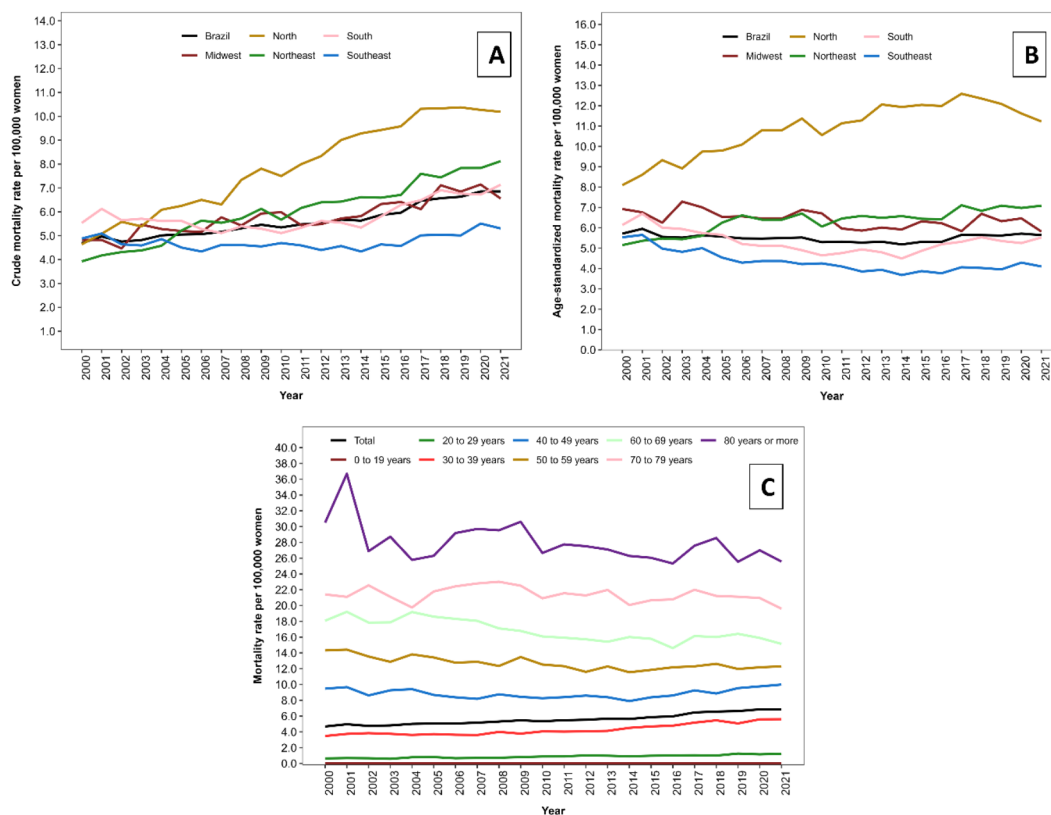 A
Brazil North South
Midwest Northeast Southeast
Crude mortality rate per 100,000 women
14.0
13.0
12.0
11.0
10.0
9.0
8.0
7.0
6.0
5.0
4.0
3.0
2.0
1.0
2000 2001 2002 2003 2004 2005 2006 2007 2008 2009 2010 2011 2012 2013 2014 2015 2016 2017 2018 2019 2020 2021
Year
B
Brazil North South
Midwest Northeast Southeast
Age-standardized mortality rate per 100,000 women
16.0
15.0
14.0
13.0
12.0
11.0
10.0
9.0
8.0
7.0
6.0
5.0
4.0
3.0
2.0
1.0
0.0
2000 2001 2002 2003 2004 2005 2006 2007 2008 2009 2010 2011 2012 2013 2014 2015 2016 2017 2018 2019 2020 2021
Year
C
Total 20 to 29 years 40 to 49 years 60 to 69 years 80 years or more
0 to 19 years 30 to 39 years 50 to 59 years 70 to 79 years
Mortality rate per 100,000 women
40.0
38.0
36.0
34.0
32.0
30.0
28.0
26.0
24.0
22.0
20.0
18.0
16.0
14.0
12.0
10.0
8.0
6.0
4.0
2.0
0.0
2000 2001 2002 2003 2004 2005 2006 2007 2008 2009 2010 2011 2012 2013 2014 2015 2016 2017 2018 2019 2020 2021
Year